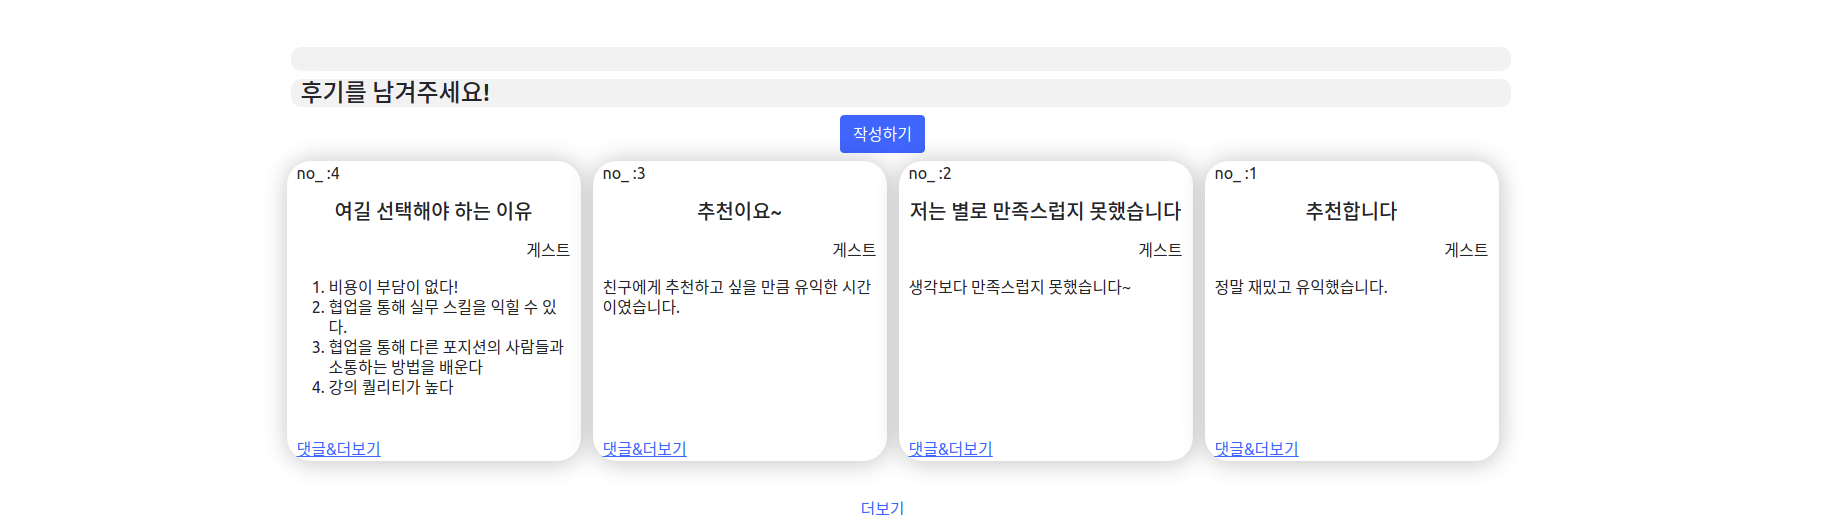 후기를 남겨주세요!
작성하기
no_ :4
여길 선택해야 하는 이유
게스트
1. 비용이 부담이 없다!
2. 협업을 통해 실무 스킬을 익힐 수 있
다.
3. 협업을 통해 다른 포지션의 사람들과
소통하는 방법을 배운다
4. 강의 퀄리티가 높다
댓글&더보기
no_ :3
추천이요~
게스트
친구에게 추천하고 싶을 만큼 유익한 시간
이였습니다.
댓글&더보기
no_ :2
저는 별로 만족스럽지 못했습니다
게스트
생각보다 만족스럽지 못했습니다~
댓글&더보기
no_ :1
추천합니다
게스트
정말 재밌고 유익했습니다.
댓글&더보기
더보기